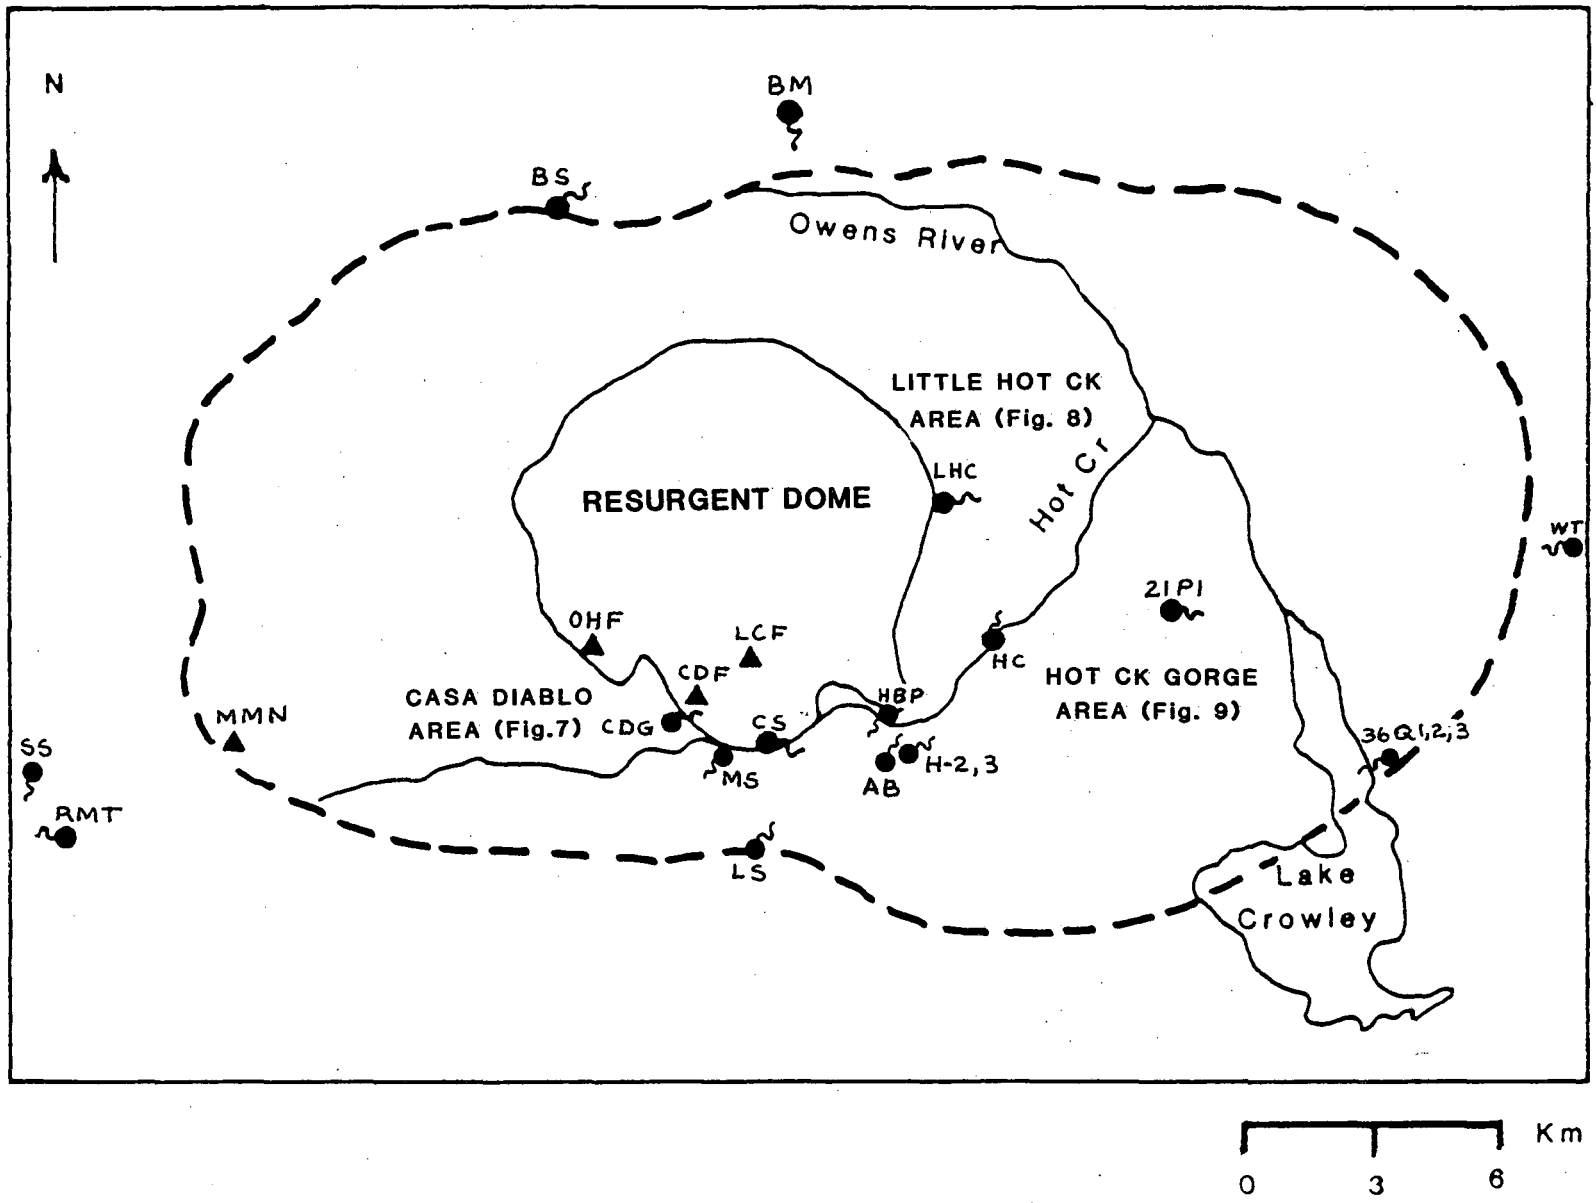 N
BM
BS
Owens River
LITTLE HOT CK
AREA (Fig. 8)
LHC
Hot Cr
RESURGENT DOME
WT
21P1
OHF
LCF
HC
CDF
HOT CK GORGE
AREA (Fig. 9)
CASA DIABLO
AREA (Fig.7)
HBP
MMN
CDG
CS
SS
36Q1,2,3
MS
H-2,3
AB
RMT
LS
Lake
Crowley
Km
0 3 6